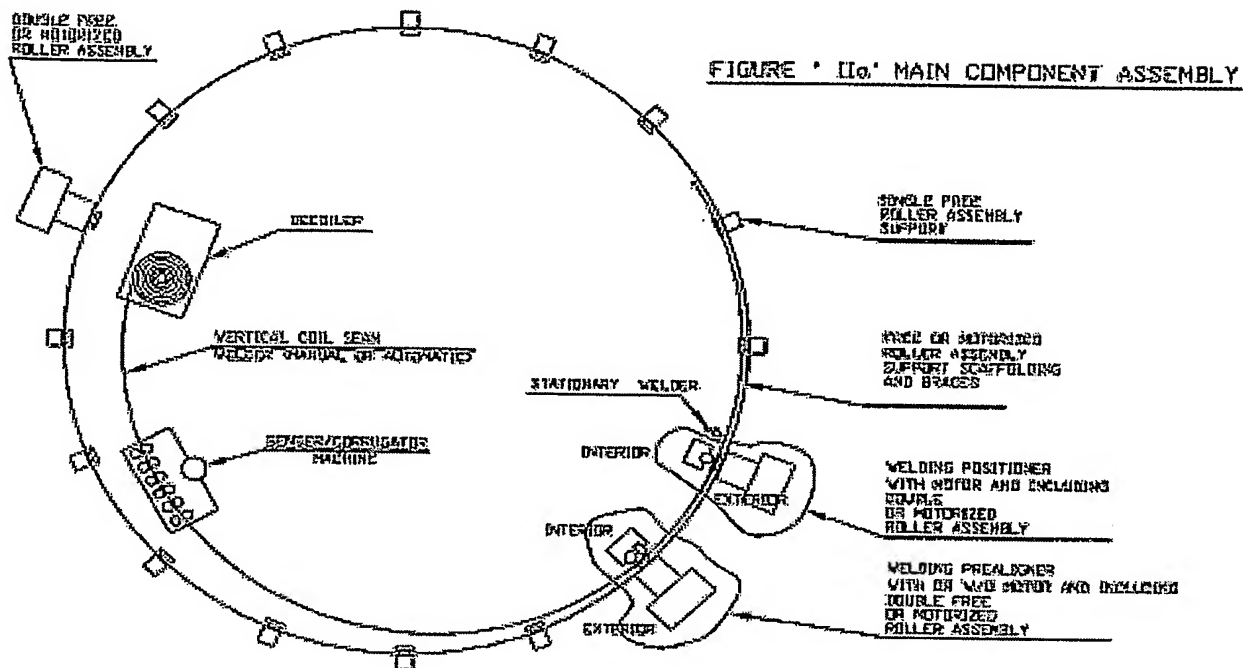 DOUBLE FREE
OR MOTORIZED
ROLLER ASSEMBLY
FIGURE ' IIa' MAIN COMPONENT ASSEMBLY
DECOILER
SINGLE FREE
ROLLER ASSEMBLY
SUPPORT
VERTICAL COIL SEAM
WELDER (MANUAL OR AUTOMATIC)
FREE OR MOTORIZED
ROLLER ASSEMBLY
SUPPORT SCAFFOLDING
AND BRACES
STATIONARY WELDER
BENDER/CORRUGATOR
MACHINE
INTERIOR
EXTERIOR
WELDING POSITIONER
WITH MOTOR AND INCLUDING
DOUBLE
OR MOTORIZED
ROLLER ASSEMBLY
INTERIOR
EXTERIOR
WELDING PREALIGNER
WITH OR W/O MOTOR AND INCLUDING
DOUBLE FREE
OR MOTORIZED
ROLLER ASSEMBLY